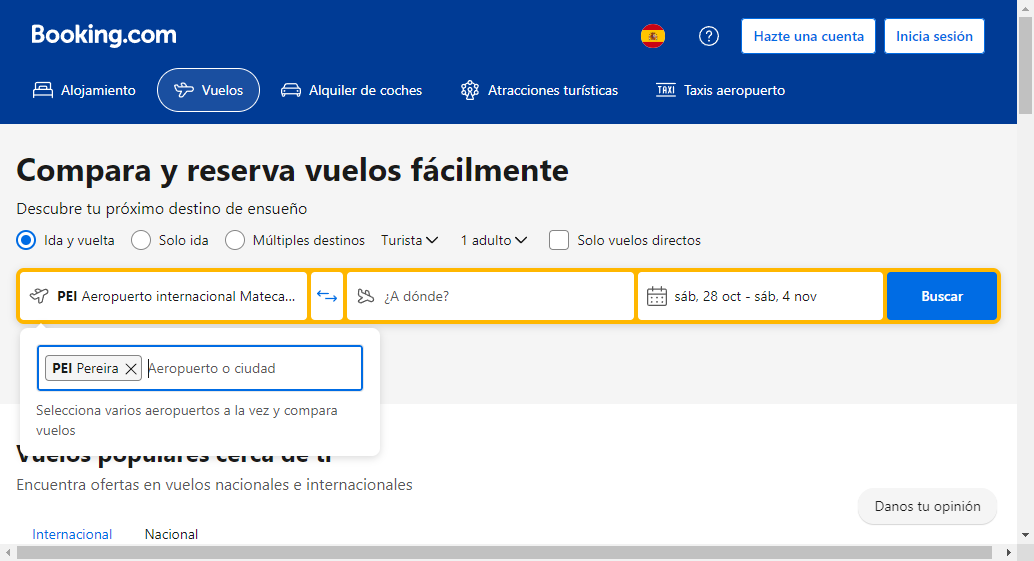 Booking.com
Hazte una cuenta
Inicia sesión
Alojamiento
Vuelos
Alquiler de coches
Atracciones turísticas
TAXI Taxis aeropuerto
Compara y reserva vuelos fácilmente
Descubre tu próximo destino de ensueño
Ida y vuelta
Solo ida
Múltiples destinos
Turista
1 adulto
Solo vuelos directos
PEI Aeropuerto internacional Mateca...
¿A dónde?
sáb, 28 oct - sáb, 4 nov
Buscar
PEI Pereira
Aeropuerto o ciudad
Selecciona varios aeropuertos a la vez y compara
vuelos
Vuelos populares cerca de ti
Encuentra ofertas en vuelos nacionales e internacionales
Danos tu opinión
Internacional
Nacional